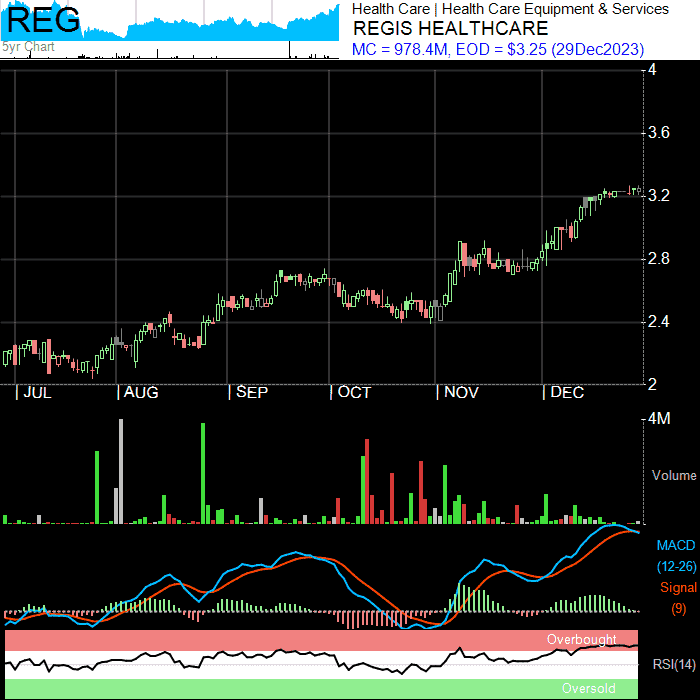 REG
5yr Chart
Health Care | Health Care Equipment & Services
REGIS HEALTHCARE
MC = 978.4M, EOD = $3.25 (29Dec2023)
4
3.6
3.2
2.8
2.4
2
| JUL | AUG | SEP | OCT | NOV | DEC
4M
Volume
MACD
(12-26)
Signal
(9)
Overbought
RSI(14)
Oversold